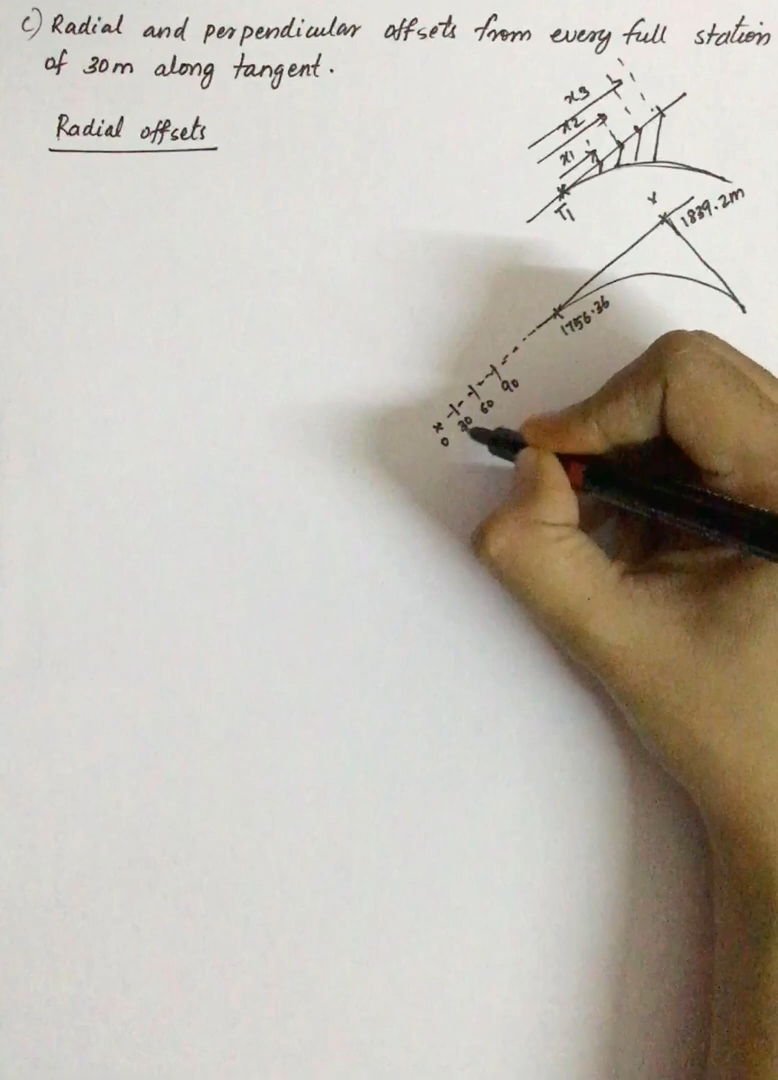 c) Radial and perpendicular offsets from every full station
of 30m along tangent.
Radial offsets
x3
x2
x1
T1
V
1839.2m
1756.36
0 30 60 90